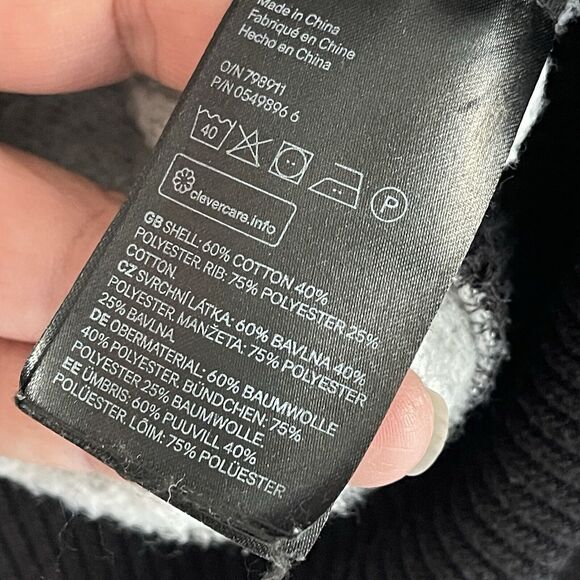 Made in China
Fabriqué en Chine
Hecho en China
O/N 798911
P/N 0549896 6
40
P
clevercare.info
GB SHELL: 60% COTTON 40%
POLYESTER. RIB: 75% POLYESTER 25%
COTTON.
CZ SVRCHNI LÁTKA: 60% BAVLNA 40%
POLYESTER. MANŽETA: 75% POLYESTER
25% BAVLNA.
DE OBERMATERIAL: 60% BAUMWOLLE
40% POLYESTER. BÜNDCHEN: 75%
POLYESTER 25% BAUMWOLLE.
EE ÜMBRIS: 60% PUUVILL 40%
POLÜESTER. LÕIM: 75% POLÜESTER